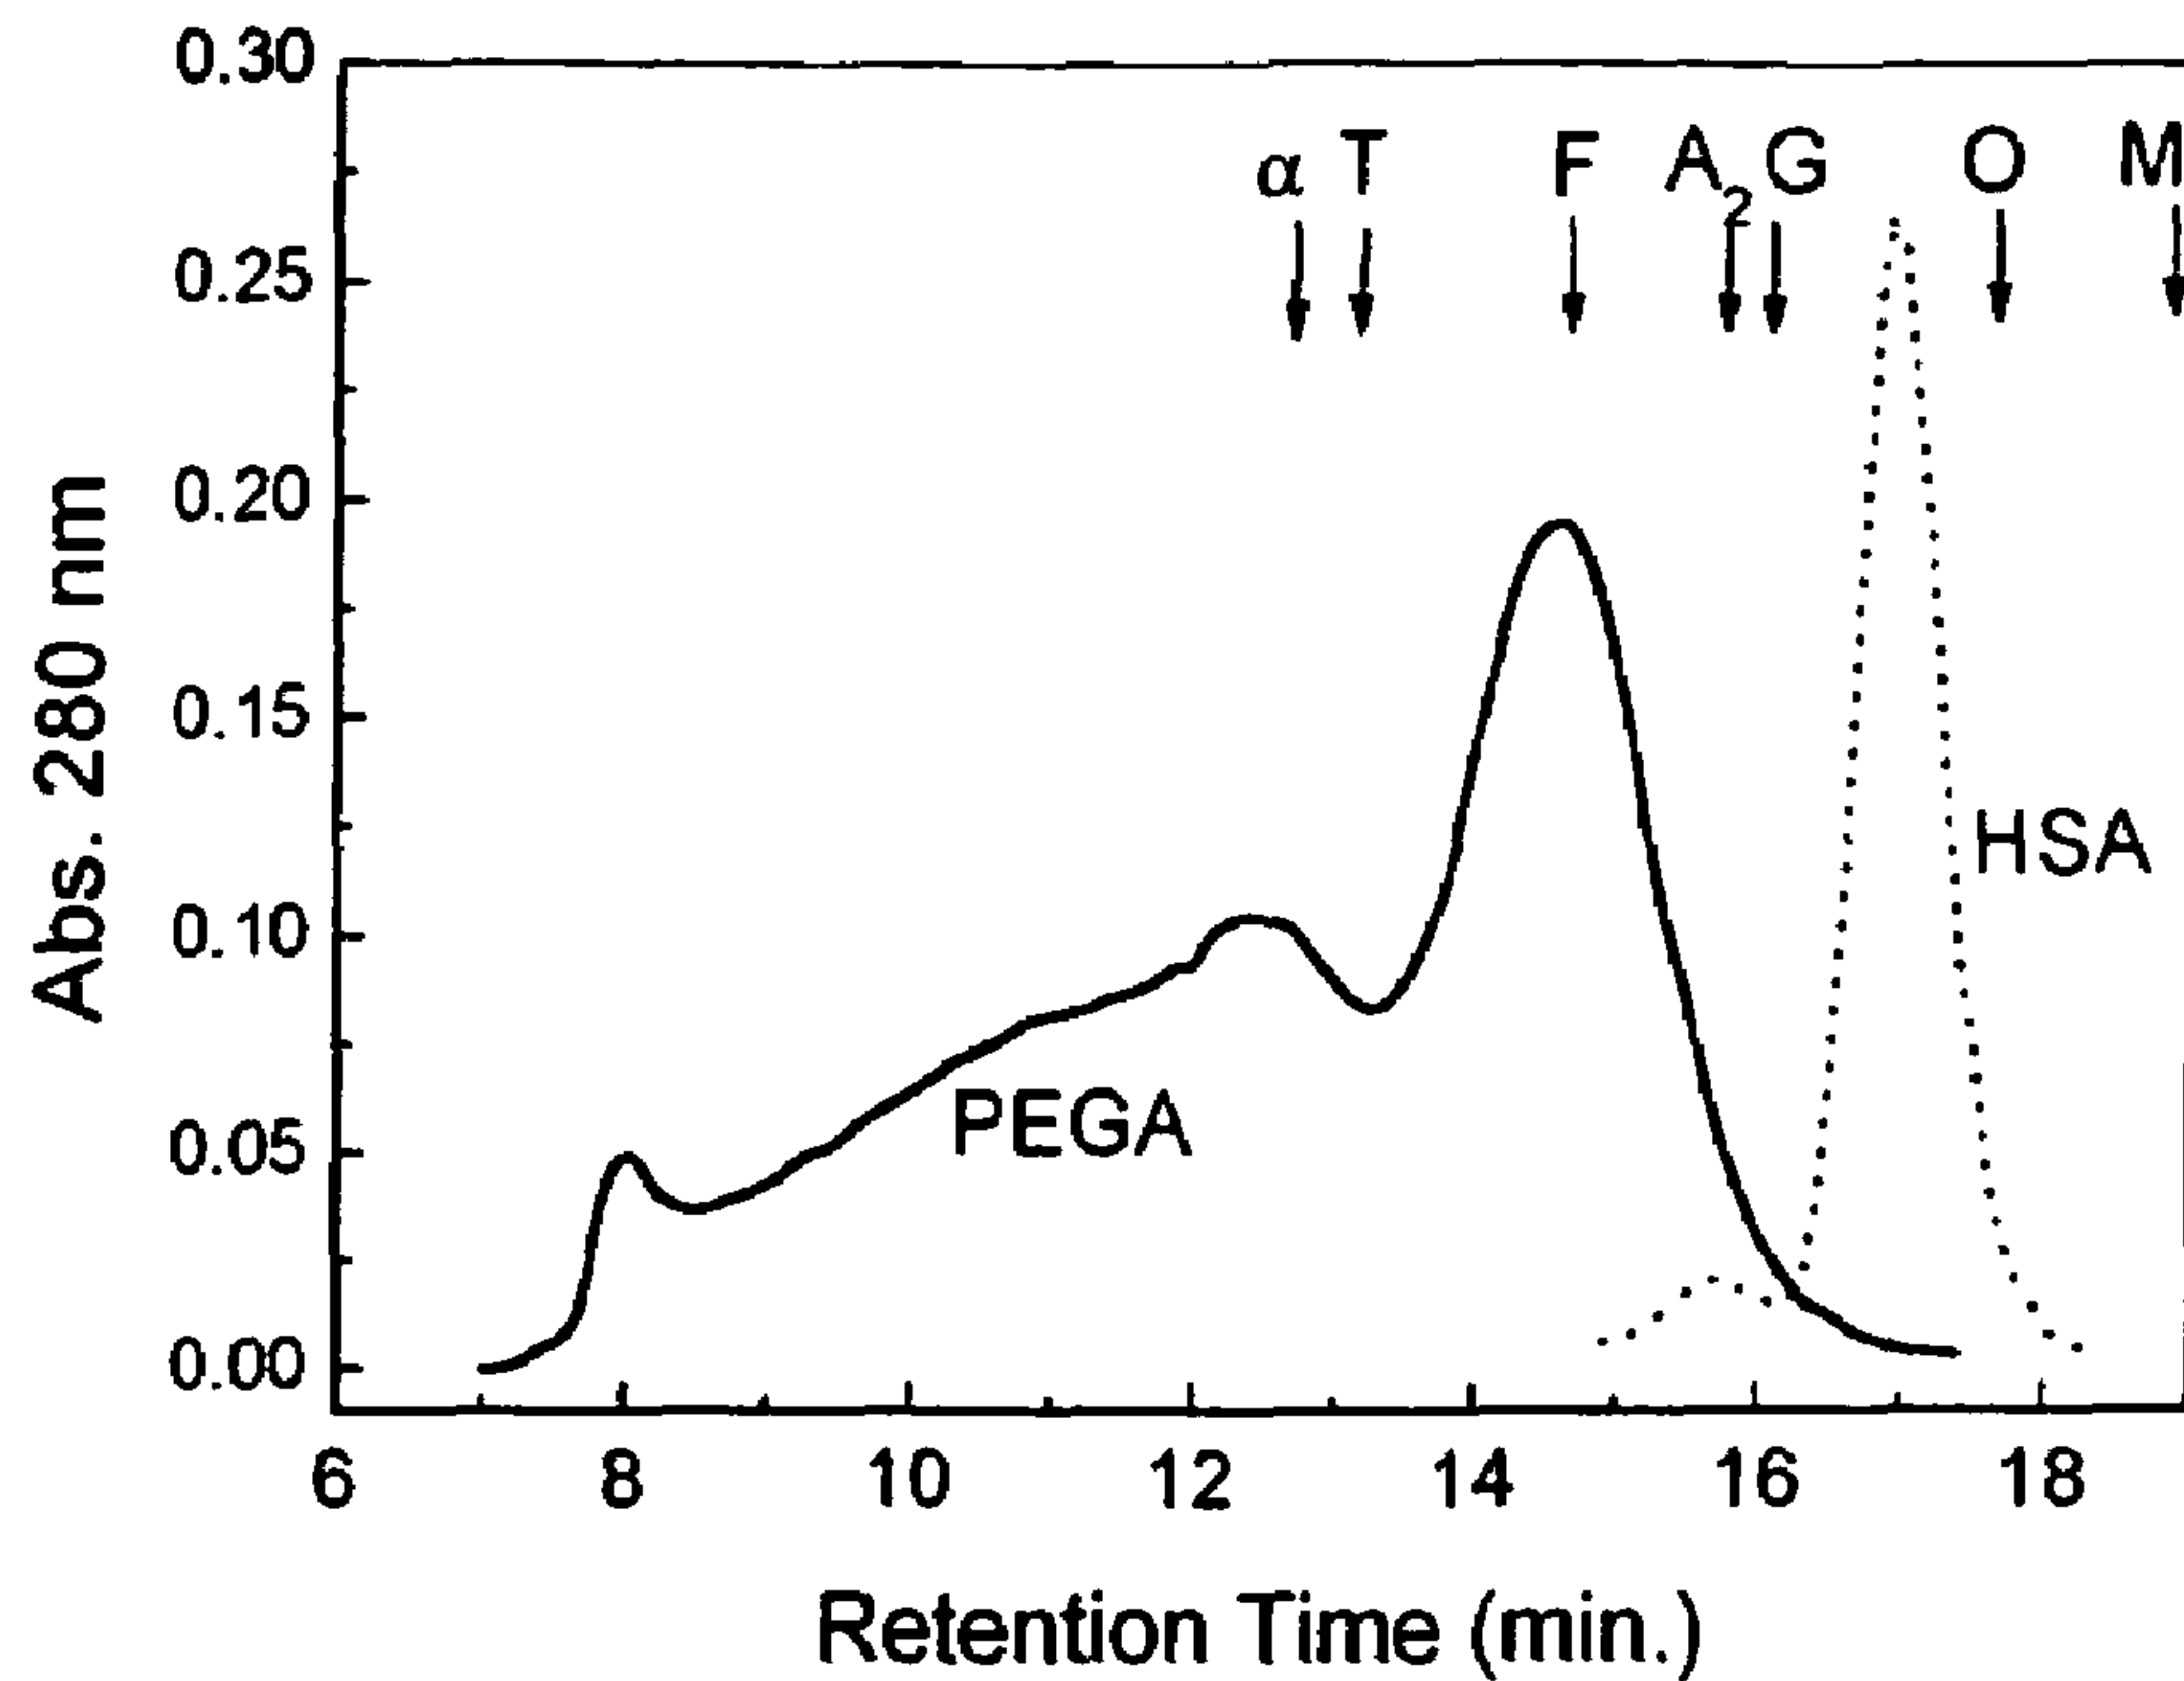 0.30
α T F A₂ G O M
0.25
0.20
0.15
0.10
0.05
0.00
Abs. 280 nm
HSA
PEGA
6 8 10 12 14 16 18
Retention Time (min.)